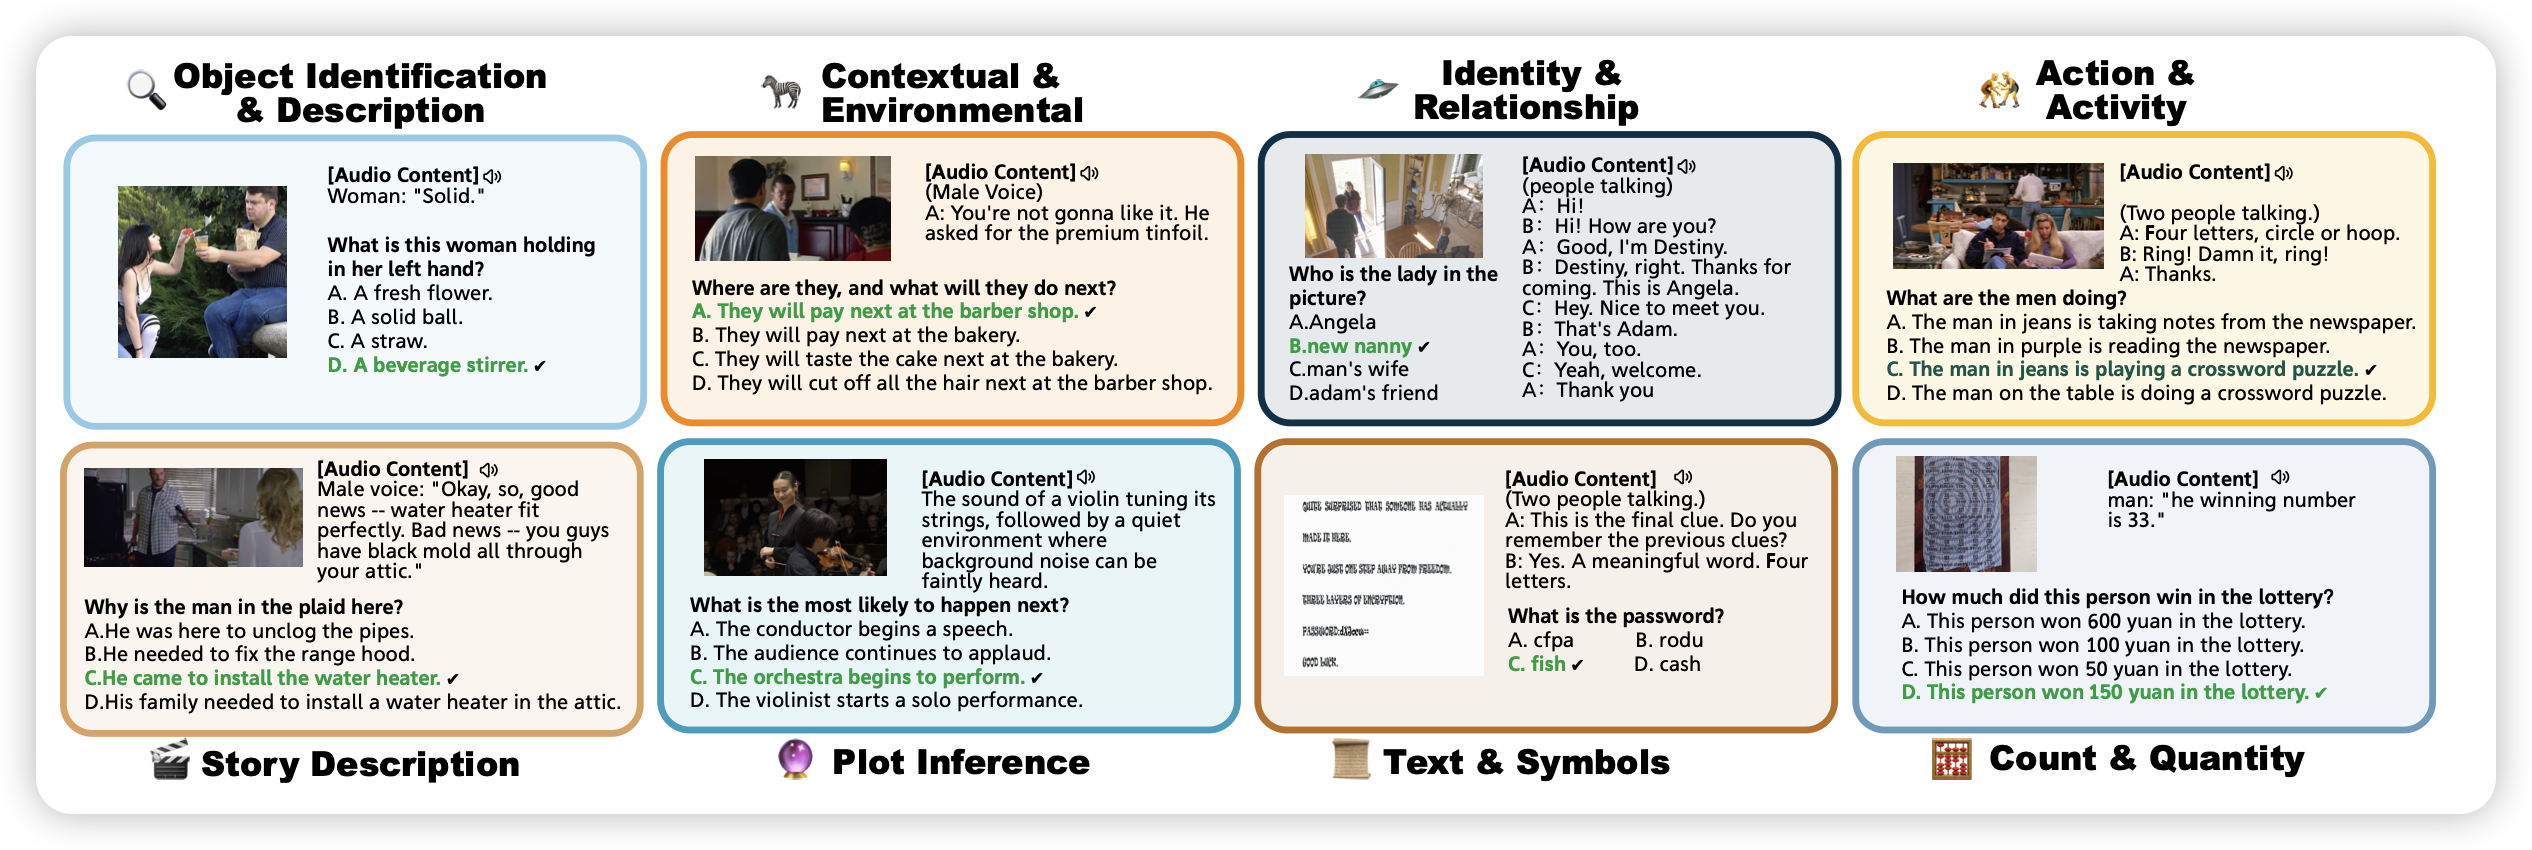 Object Identification
& Description
[Audio Content]
Woman: "Solid."
What is this woman holding
in her left hand?
A. A fresh flower.
B. A solid ball.
C. A straw.
D. A beverage stirrer. ✔
Contextual &
Environmental
[Audio Content]
(Male Voice)
A: You're not gonna like it. He
asked for the premium tinfoil.
Where are they, and what will they do next?
A. They will pay next at the barber shop. ✔
B. They will pay next at the bakery.
C. They will taste the cake next at the bakery.
D. They will cut off all the hair next at the barber shop.
Identity &
Relationship
[Audio Content]
(people talking)
A: Hi!
B: Hi! How are you?
A: Good, I'm Destiny.
B: Destiny, right. Thanks for
coming. This is Angela.
C: Hey. Nice to meet you.
B: That's Adam.
A: You, too.
C: Yeah, welcome.
A: Thank you
Who is the lady in the
picture?
A.Angela
B.new nanny ✔
C.man's wife
D.adam's friend
Action &
Activity
[Audio Content]
(Two people talking.)
A: Four letters, circle or hoop.
B: Ring! Damn it, ring!
A: Thanks.
What are the men doing?
A. The man in jeans is taking notes from the newspaper.
B. The man in purple is reading the newspaper.
C. The man in jeans is playing a crossword puzzle. ✔
D. The man on the table is doing a crossword puzzle.
[Audio Content]
Male voice: "Okay, so, good
news -- water heater fit
perfectly. Bad news -- you guys
have black mold all through
your attic."
Why is the man in the plaid here?
A.He was here to unclog the pipes.
B.He needed to fix the range hood.
C.He came to install the water heater. ✔
D.His family needed to install a water heater in the attic.
Story Description
[Audio Content]
The sound of a violin tuning its
strings, followed by a quiet
environment where
background noise can be
faintly heard.
What is the most likely to happen next?
A. The conductor begins a speech.
B. The audience continues to applaud.
C. The orchestra begins to perform. ✔
D. The violinist starts a solo performance.
Plot Inference
QUITE SURPRISED THAT SOMEONE HAS ACTUALLY
MADE IT HERE.
YOU'RE JUST ONE STEP AWAY FROM FREEDOM.
THREE LAYERS OF ENCRYPTION.
PASSWORD:
GOOD LUCK.
[Audio Content]
(Two people talking.)
A: This is the final clue. Do you
remember the previous clues?
B: Yes. A meaningful word. Four
letters.
What is the password?
A. cfpa B. rodu
C. fish ✔ D. cash
Text & Symbols
[Audio Content]
man: "he winning number
is 33."
How much did this person win in the lottery?
A. This person won 600 yuan in the lottery.
B. This person won 100 yuan in the lottery.
C. This person won 50 yuan in the lottery.
D. This person won 150 yuan in the lottery. ✔
Count & Quantity